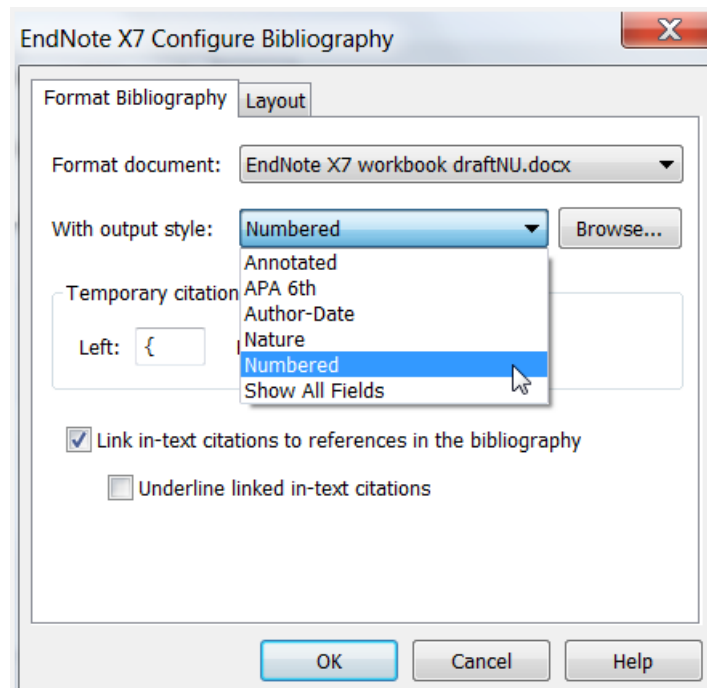 EndNote X7 Configure Bibliography
Format Bibliography Layout
Format document: EndNote X7 workbook draftNU.docx
With output style: Numbered Browse...
Annotated
APA 6th
Author-Date
Nature
Numbered
Show All Fields
Temporary citation
Left: {
Link in-text citations to references in the bibliography
Underline linked in-text citations
OK Cancel Help